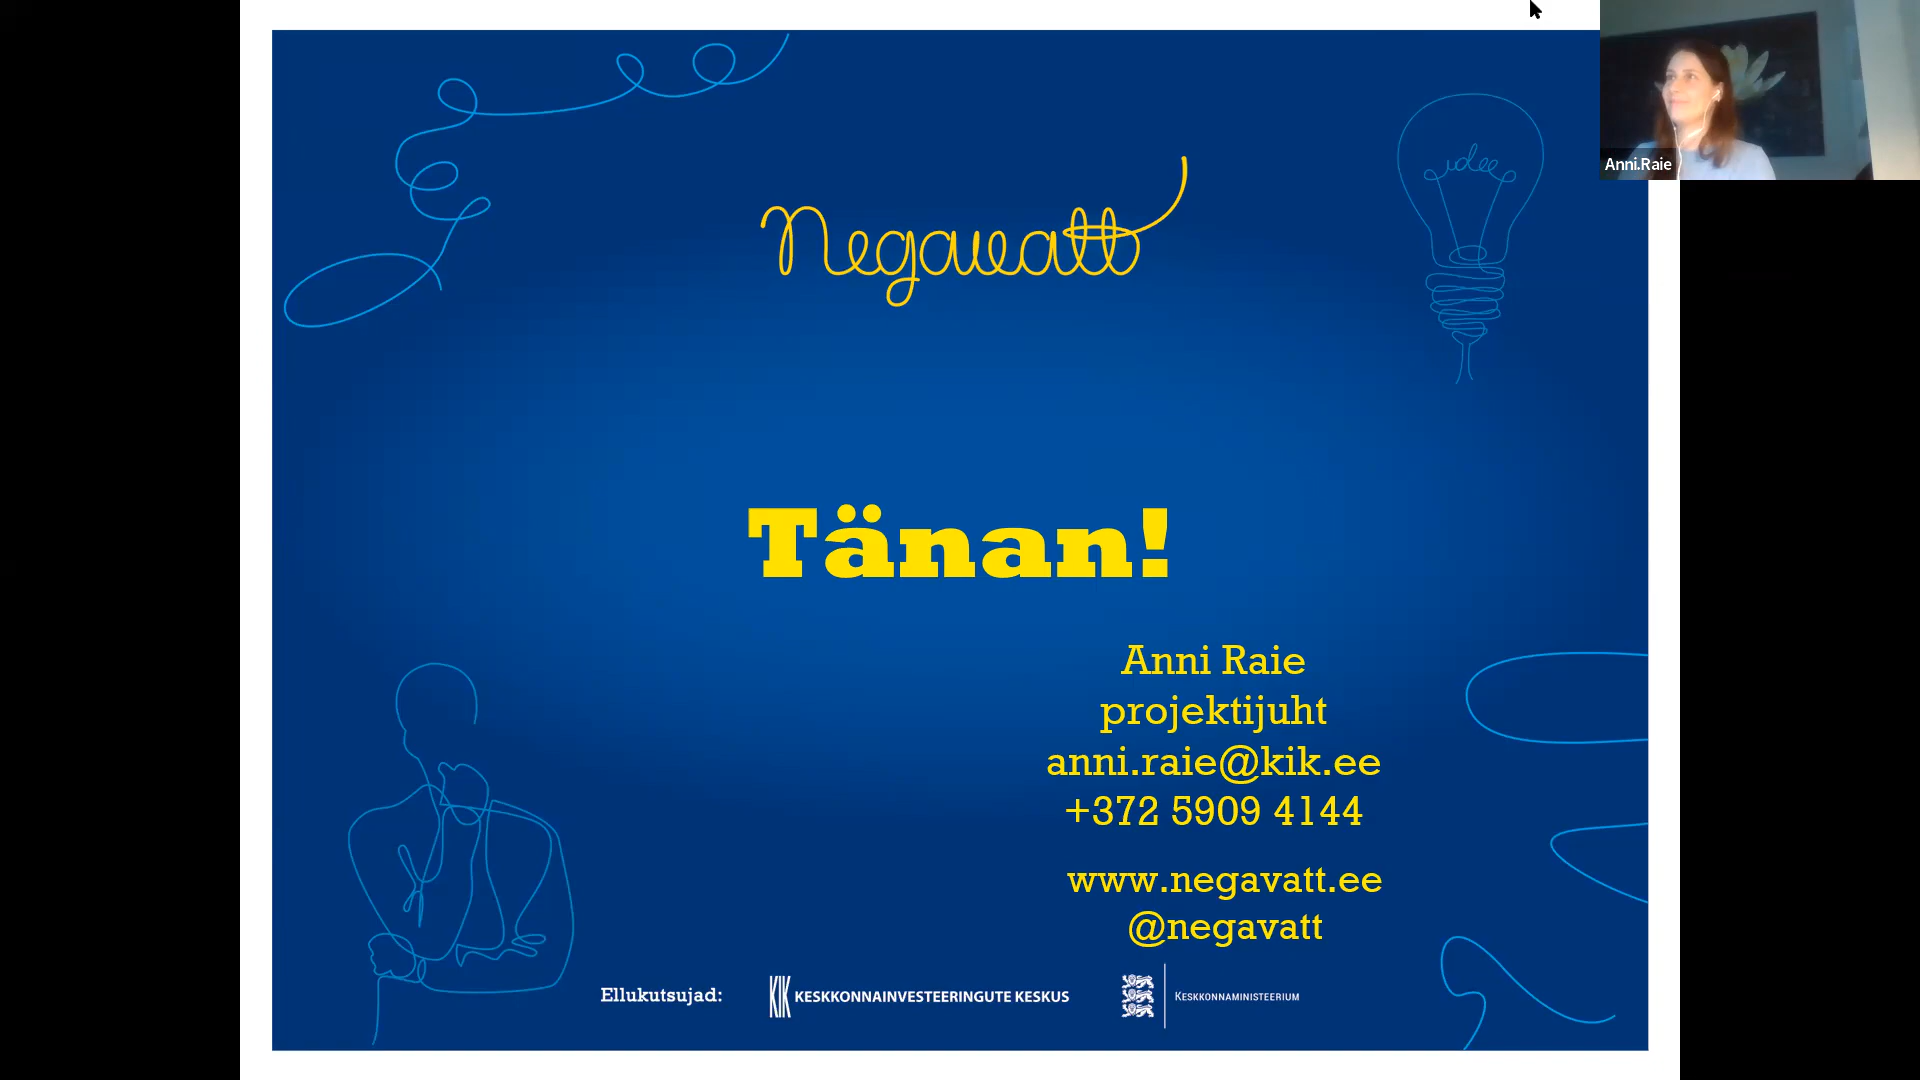 Negavatt
idee
Anni.Raie
Tänan!
Anni Raie
projektijuht
anni.raie@kik.ee
+372 5909 4144
www.negavatt.ee
@negavatt
Ellukutsujad:
KIK KESKKONNAINVESTEERINGUTE KESKUS
KESKKONNAMINISTEERIUM